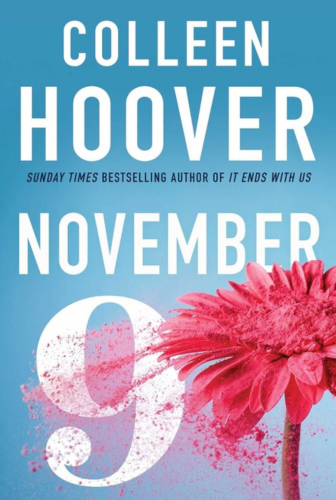 COLLEEN
HOOVER
SUNDAY TIMES BESTSELLING AUTHOR OF IT ENDS WITH US
NOVEMBER
9